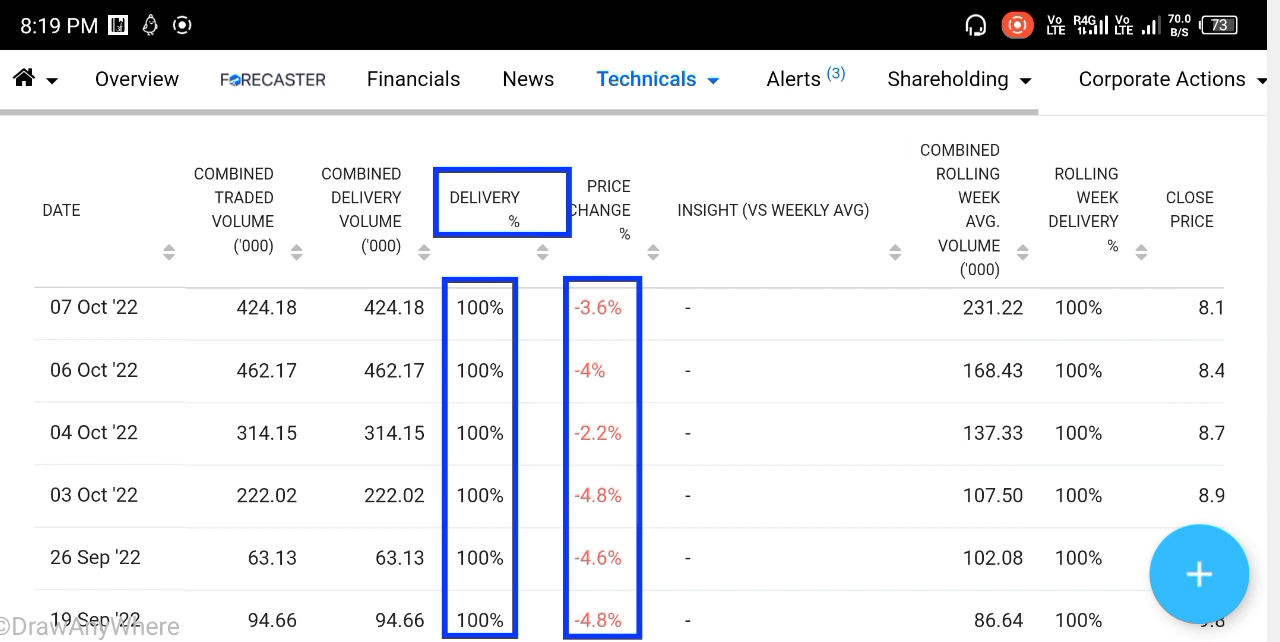 8:19 PM Vo LTE R4G Vo LTE 70.0 B/S 73
Overview FORECASTER Financials News Technicals Alerts (3) Shareholding Corporate Actions
DATE
COMBINED
TRADED
VOLUME
('000)
COMBINED
DELIVERY
VOLUME
('000)
DELIVERY
%
PRICE
CHANGE
%
INSIGHT (VS WEEKLY AVG)
COMBINED
ROLLING
WEEK
AVG.
VOLUME
('000)
ROLLING
WEEK
DELIVERY
%
CLOSE
PRICE
07 Oct '22 424.18 424.18 100% -3.6% - 231.22 100% 8.1
06 Oct '22 462.17 462.17 100% -4% - 168.43 100% 8.4
04 Oct '22 314.15 314.15 100% -2.2% - 137.33 100% 8.7
03 Oct '22 222.02 222.02 100% -4.8% - 107.50 100% 8.9
26 Sep '22 63.13 63.13 100% -4.6% - 102.08 100%
19 Sep '22 94.66 94.66 100% -4.8% - 86.64 100%
©DrawAnyWhere